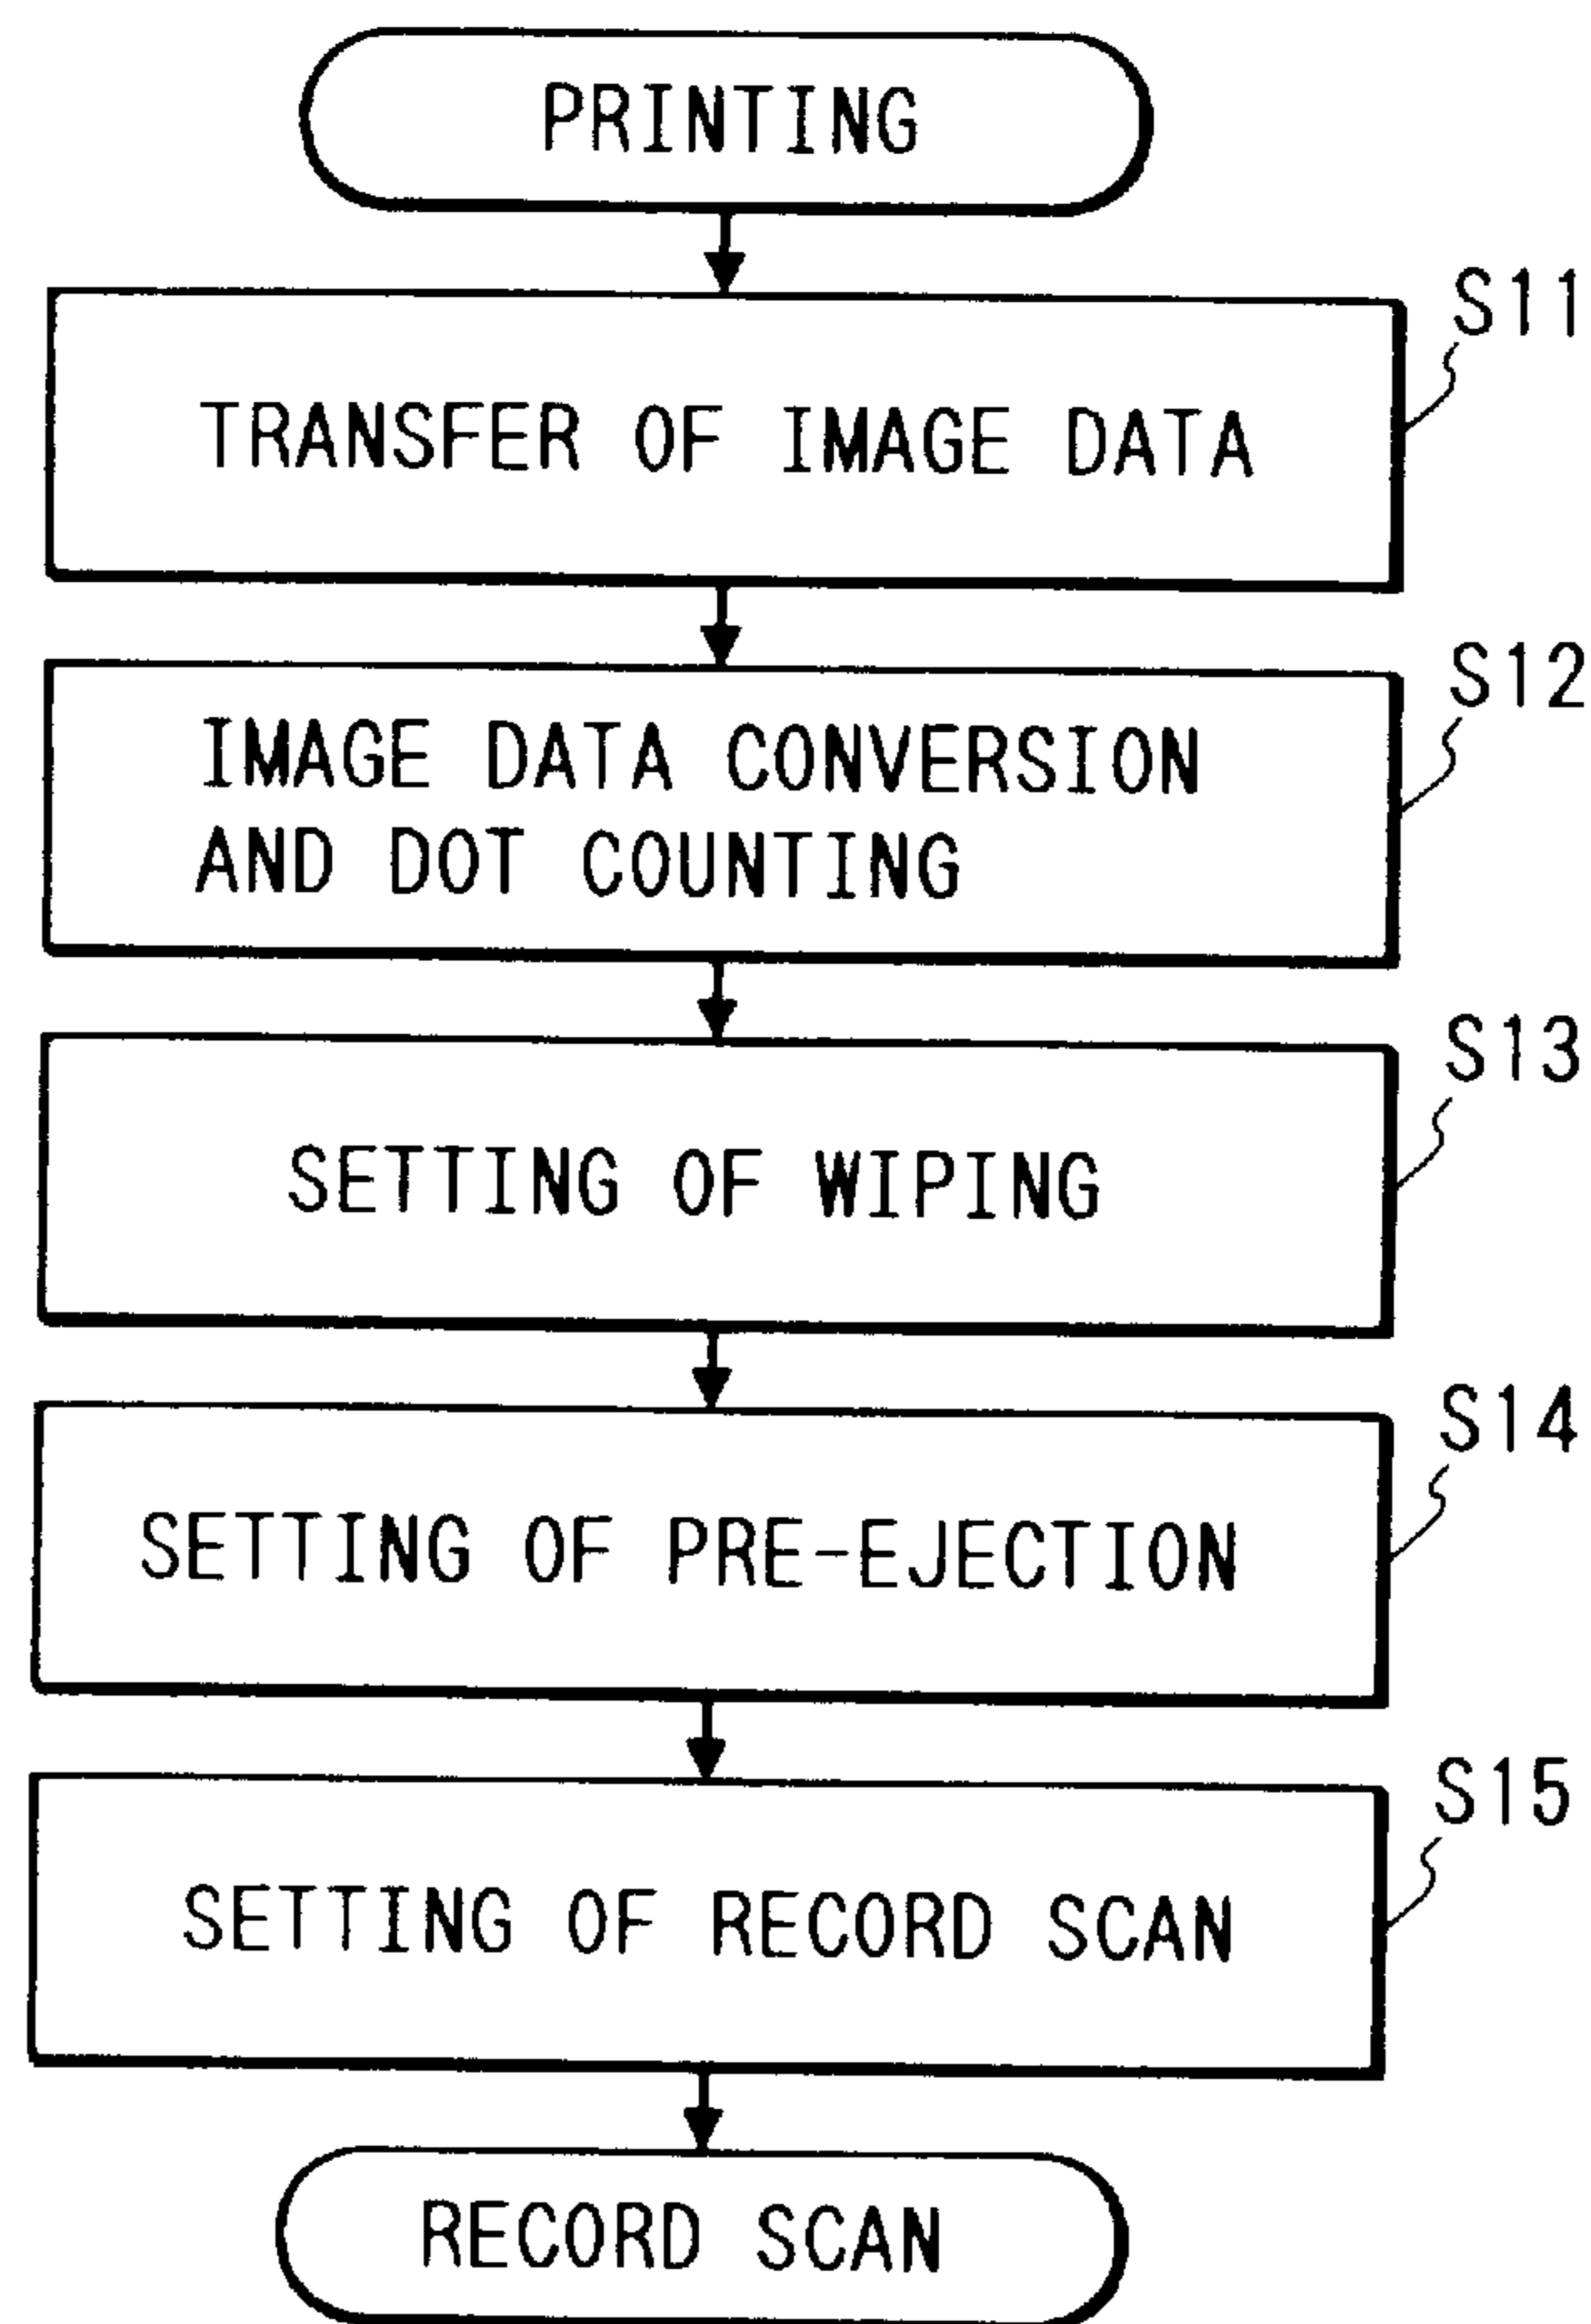 PRINTING
S11
TRANSFER OF IMAGE DATA
S12
IMAGE DATA CONVERSION
AND DOT COUNTING
S13
SETTING OF WIPING
S14
SETTING OF PRE-EJECTION
S15
SETTING OF RECORD SCAN
RECORD SCAN